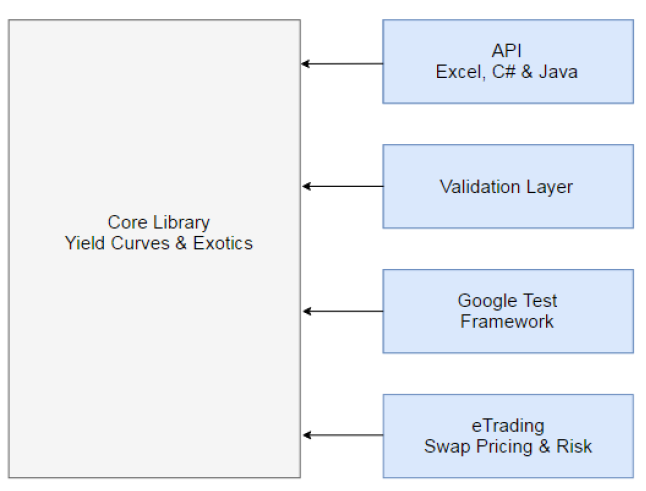 Core Library
Yield Curves & Exotics
API
Excel, C# & Java
Validation Layer
Google Test
Framework
eTrading
Swap Pricing & Risk